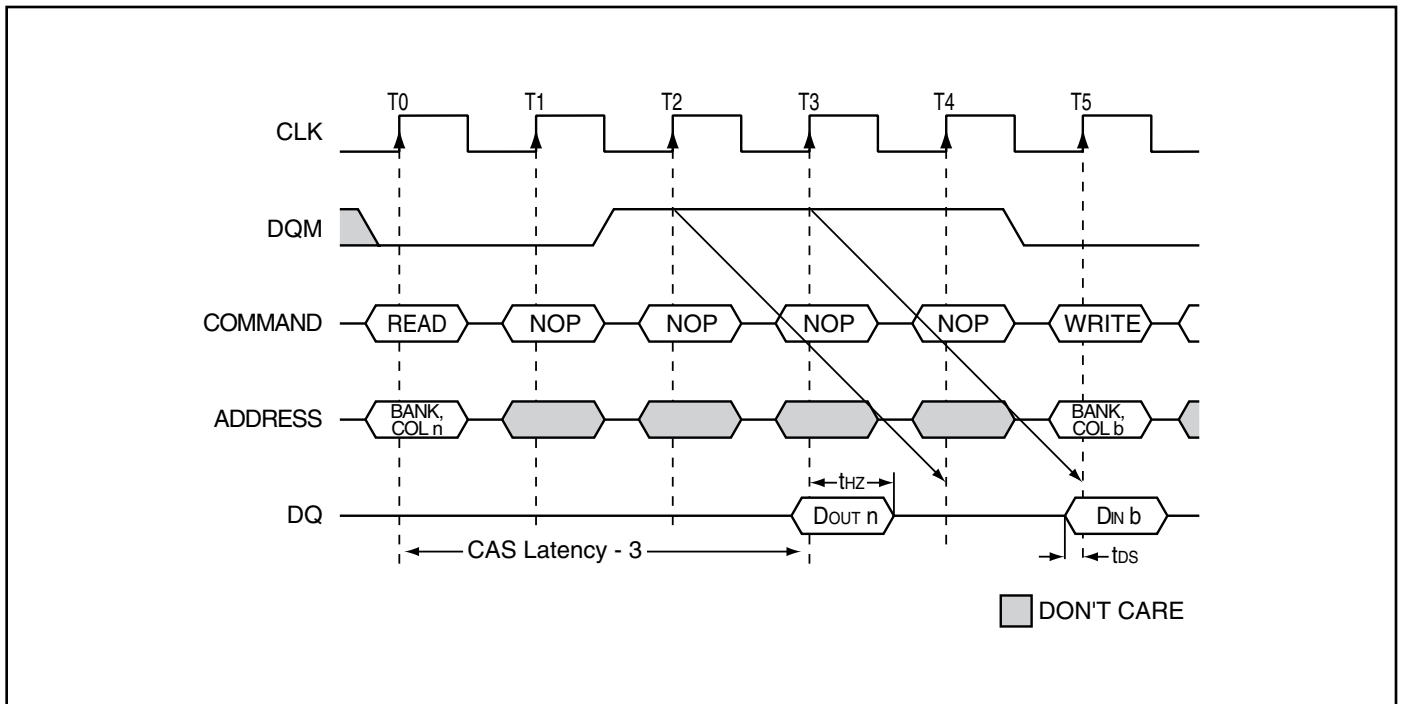 T0 T1 T2 T3 T4 T5
CLK
DQM
COMMAND READ NOP NOP NOP NOP WRITE
ADDRESS BANK, COL n BANK, COL b
tHZ
DQ DOUT n DIN b
CAS Latency - 3 tDS
DON'T CARE